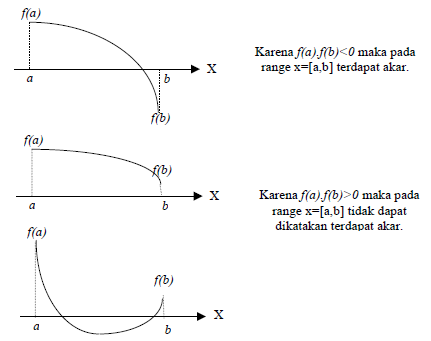 f(a)
Karena f(a).f(b)<0 maka pada
range x=[a,b] terdapat akar.
a
b
X
f(b)
f(a)
f(b)
a
b
X
Karena f(a).f(b)>0 maka pada
range x=[a,b] tidak dapat
dikatakan terdapat akar.
f(a)
f(b)
a
b
X